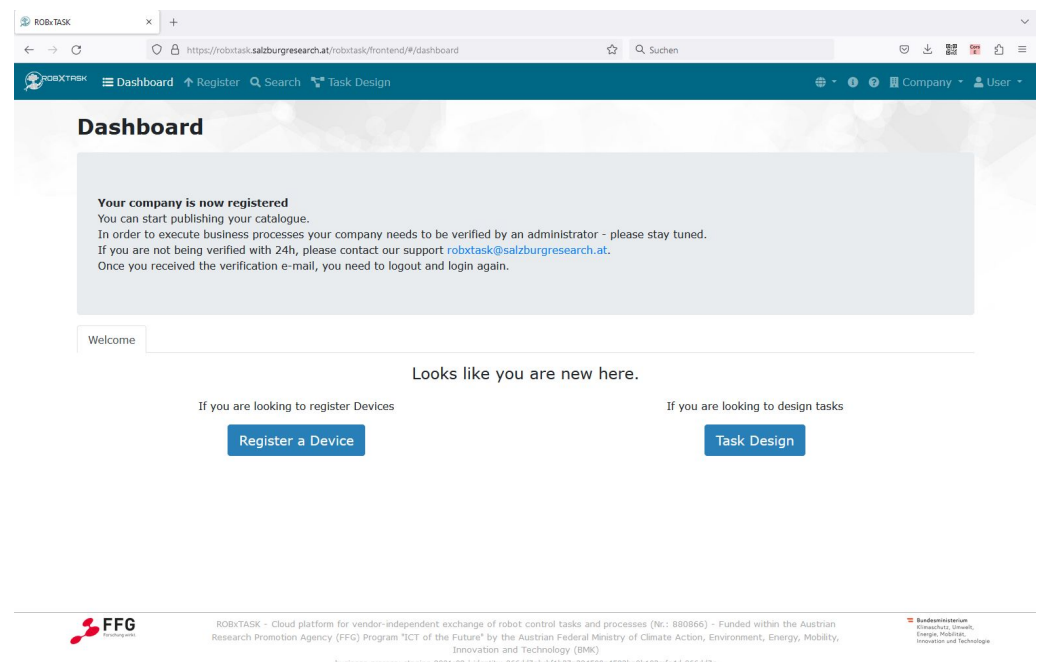 ROBxTASK
https://robxtask.salzburgresearch.at/robxtask/frontend/#/dashboard
Suchen
ROBXTASK Dashboard Register Search Task Design Company User
Dashboard
Your company is now registered
You can start publishing your catalogue.
In order to execute business processes your company needs to be verified by an administrator - please stay tuned.
If you are not being verified with 24h, please contact our support robxtask@salzburgresearch.at.
Once you received the verification e-mail, you need to logout and login again.
Welcome
Looks like you are new here.
If you are looking to register Devices
If you are looking to design tasks
Register a Device
Task Design
FFG
Forschung wirkt.
ROBxTASK - Cloud platform for vendor-independent exchange of robot control tasks and processes (Nr.: 880866) - Funded within the Austrian
Research Promotion Agency (FFG) Program "ICT of the Future" by the Austrian Federal Ministry of Climate Action, Environment, Energy, Mobility,
Innovation and Technology (BMK)
Bundesministerium
Klimaschutz, Umwelt,
Energie, Mobilität,
Innovation und Technologie